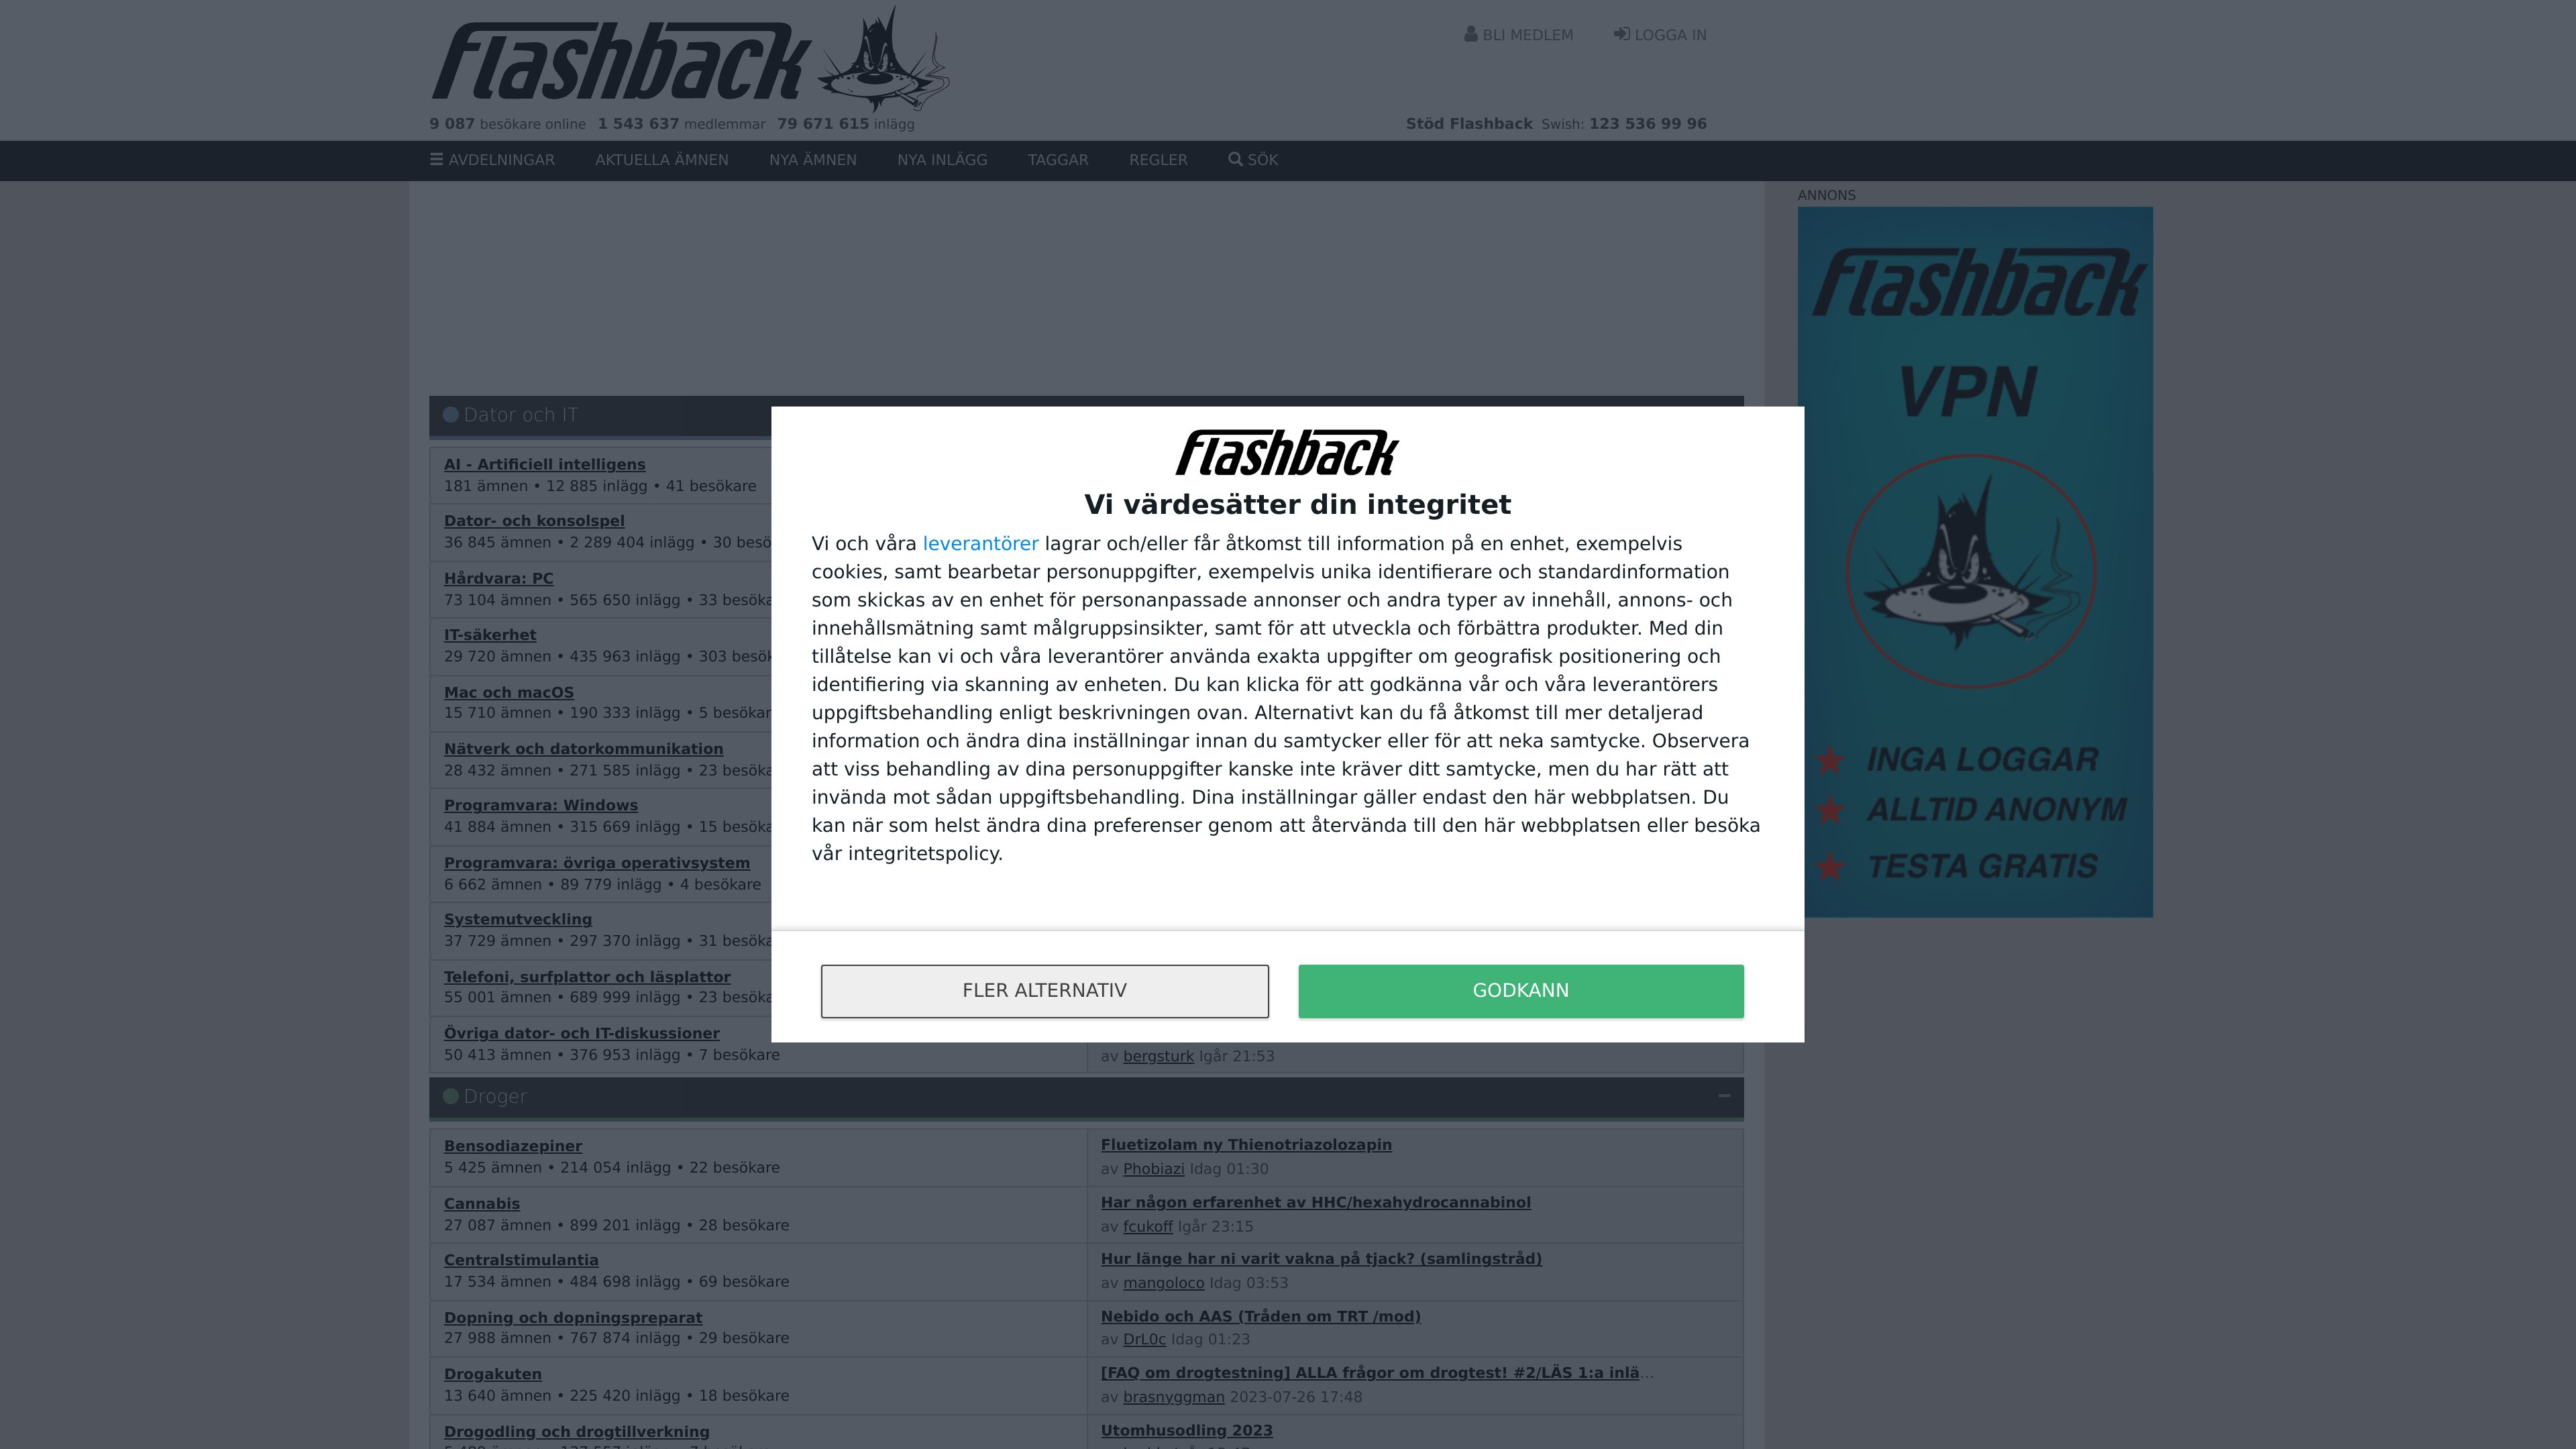 flashback
BLI MEDLEM
LOGGA IN
9 087 besökare online 1 543 637 medlemmar 79 671 615 inlägg
Stöd Flashback Swish: 123 536 99 96
AVDELNINGAR
AKTUELLA ÄMNEN
NYA ÄMNEN
NYA INLÄGG
TAGGAR
REGLER
SÖK
ANNONS
flashback
VPN
INGA LOGGAR
ALLTID ANONYM
TESTA GRATIS
Dator och IT
AI - Artificiell intelligens
181 ämnen • 12 885 inlägg • 41 besökare
Dator- och konsolspel
36 845 ämnen • 2 289 404 inlägg • 30 besö
Hårdvara: PC
73 104 ämnen • 565 650 inlägg • 33 besöka
IT-säkerhet
29 720 ämnen • 435 963 inlägg • 303 besök
Mac och macOS
15 710 ämnen • 190 333 inlägg • 5 besökar
Nätverk och datorkommunikation
28 432 ämnen • 271 585 inlägg • 23 besöka
Programvara: Windows
41 884 ämnen • 315 669 inlägg • 15 besöka
Programvara: övriga operativsystem
6 662 ämnen • 89 779 inlägg • 4 besökare
Systemutveckling
37 729 ämnen • 297 370 inlägg • 31 besöka
Telefoni, surfplattor och läsplattor
55 001 ämnen • 689 999 inlägg • 23 besöka
Övriga dator- och IT-diskussioner
50 413 ämnen • 376 953 inlägg • 7 besökare
av bergsturk Igår 21:53
flashback
Vi värdesätter din integritet
Vi och våra leverantörer lagrar och/eller får åtkomst till information på en enhet, exempelvis
cookies, samt bearbetar personuppgifter, exempelvis unika identifierare och standardinformation
som skickas av en enhet för personanpassade annonser och andra typer av innehåll, annons- och
innehållsmätning samt målgruppsinsikter, samt för att utveckla och förbättra produkter. Med din
tillåtelse kan vi och våra leverantörer använda exakta uppgifter om geografisk positionering och
identifiering via skanning av enheten. Du kan klicka för att godkänna vår och våra leverantörers
uppgiftsbehandling enligt beskrivningen ovan. Alternativt kan du få åtkomst till mer detaljerad
information och ändra dina inställningar innan du samtycker eller för att neka samtycke. Observera
att viss behandling av dina personuppgifter kanske inte kräver ditt samtycke, men du har rätt att
invända mot sådan uppgiftsbehandling. Dina inställningar gäller endast den här webbplatsen. Du
kan när som helst ändra dina preferenser genom att återvända till den här webbplatsen eller besöka
vår integritetspolicy.
FLER ALTERNATIV
GODKANN
Droger
Bensodiazepiner
5 425 ämnen • 214 054 inlägg • 22 besökare
Fluetizolam ny Thienotriazolozapin
av Phobiazi Idag 01:30
Cannabis
27 087 ämnen • 899 201 inlägg • 28 besökare
Har någon erfarenhet av HHC/hexahydrocannabinol
av fcukoff Igår 23:15
Centralstimulantia
17 534 ämnen • 484 698 inlägg • 69 besökare
Hur länge har ni varit vakna på tjack? (samlingstråd)
av mangoloco Idag 03:53
Dopning och dopningspreparat
27 988 ämnen • 767 874 inlägg • 29 besökare
Nebido och AAS (Tråden om TRT /mod)
av DrL0c Idag 01:23
Drogakuten
13 640 ämnen • 225 420 inlägg • 18 besökare
[FAQ om drogtestning] ALLA frågor om drogtest! #2/LÄS 1:a inlä...
av brasnyggman 2023-07-26 17:48
Drogodling och drogtillverkning
Utomhusodling 2023